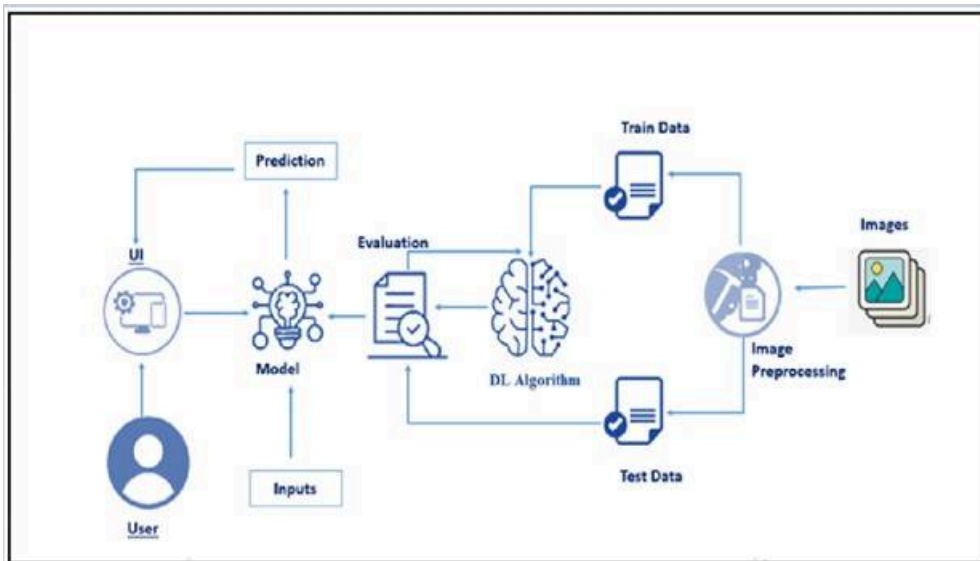 Train Data
Prediction
Images
Evaluation
UI
Image
Preprocessing
Model
DL Algorithm
Test Data
Inputs
User